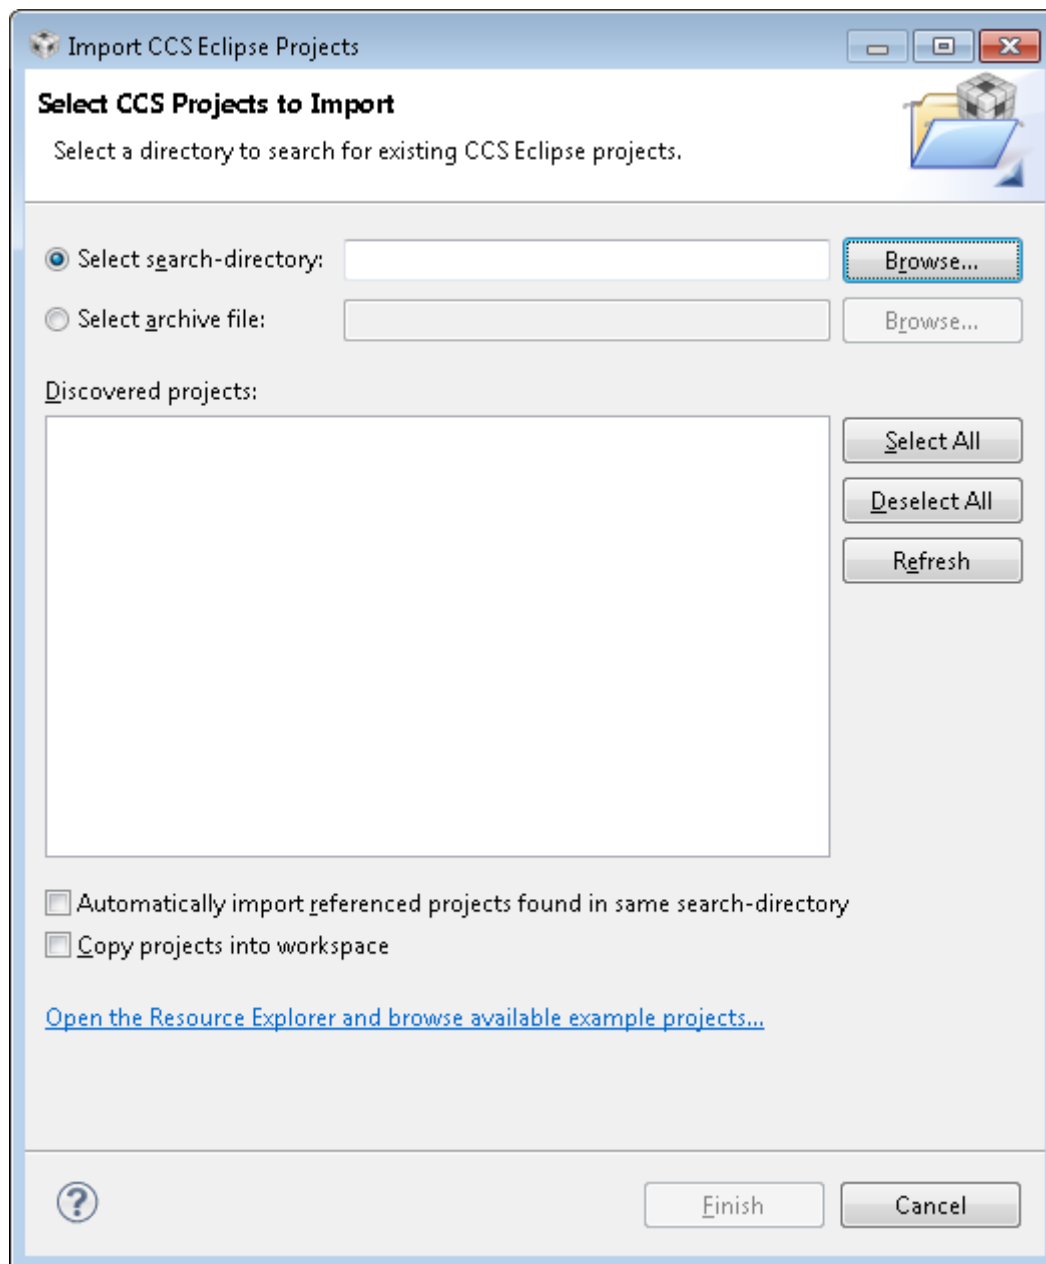 Import CCS Eclipse Projects
Select CCS Projects to Import
Select a directory to search for existing CCS Eclipse projects.
Select search-directory: Browse...
Select archive file: Browse...
Discovered projects:
Select All
Deselect All
Refresh
Automatically import referenced projects found in same search-directory
Copy projects into workspace
Open the Resource Explorer and browse available example projects...
? Finish Cancel